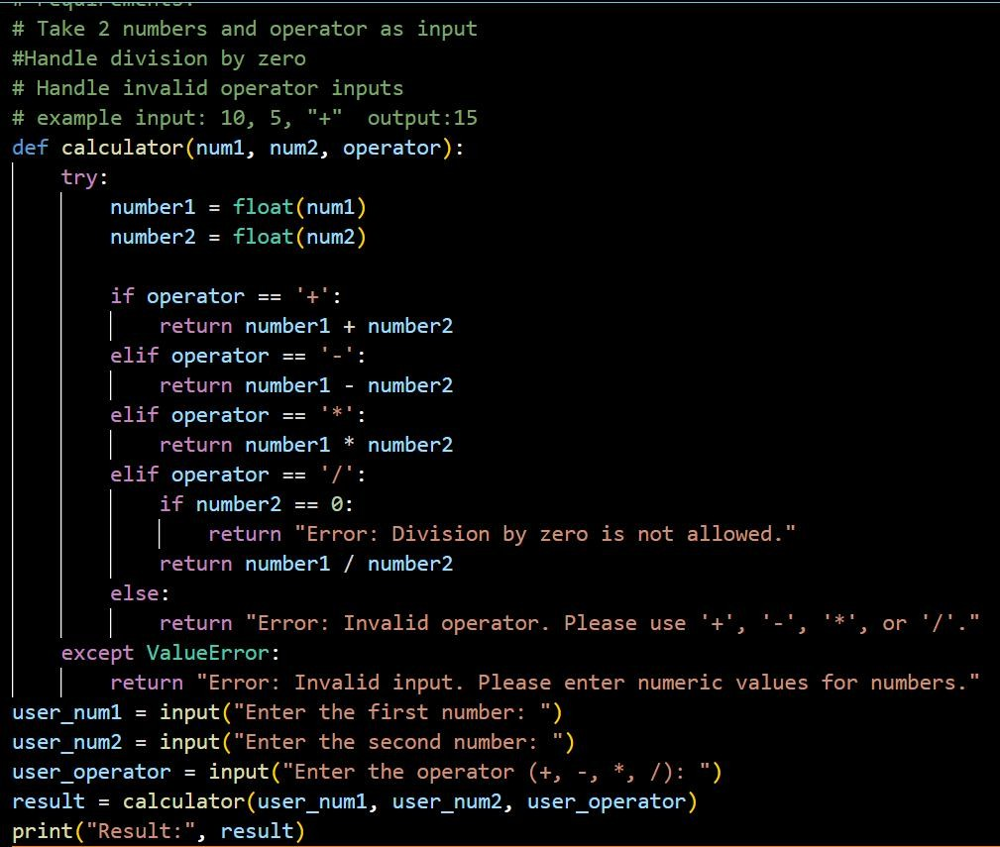 # requirements:
# Take 2 numbers and operator as input
#Handle division by zero
# Handle invalid operator inputs
# example input: 10, 5, "+"  output:15
def calculator(num1, num2, operator):
    try:
        number1 = float(num1)
        number2 = float(num2)

        if operator == '+':
            return number1 + number2
        elif operator == '-':
            return number1 - number2
        elif operator == '*':
            return number1 * number2
        elif operator == '/':
            if number2 == 0:
                return "Error: Division by zero is not allowed."
            return number1 / number2
        else:
            return "Error: Invalid operator. Please use '+', '-', '*', or '/'."
    except ValueError:
        return "Error: Invalid input. Please enter numeric values for numbers."
user_num1 = input("Enter the first number: ")
user_num2 = input("Enter the second number: ")
user_operator = input("Enter the operator (+, -, *, /): ")
result = calculator(user_num1, user_num2, user_operator)
print("Result:", result)